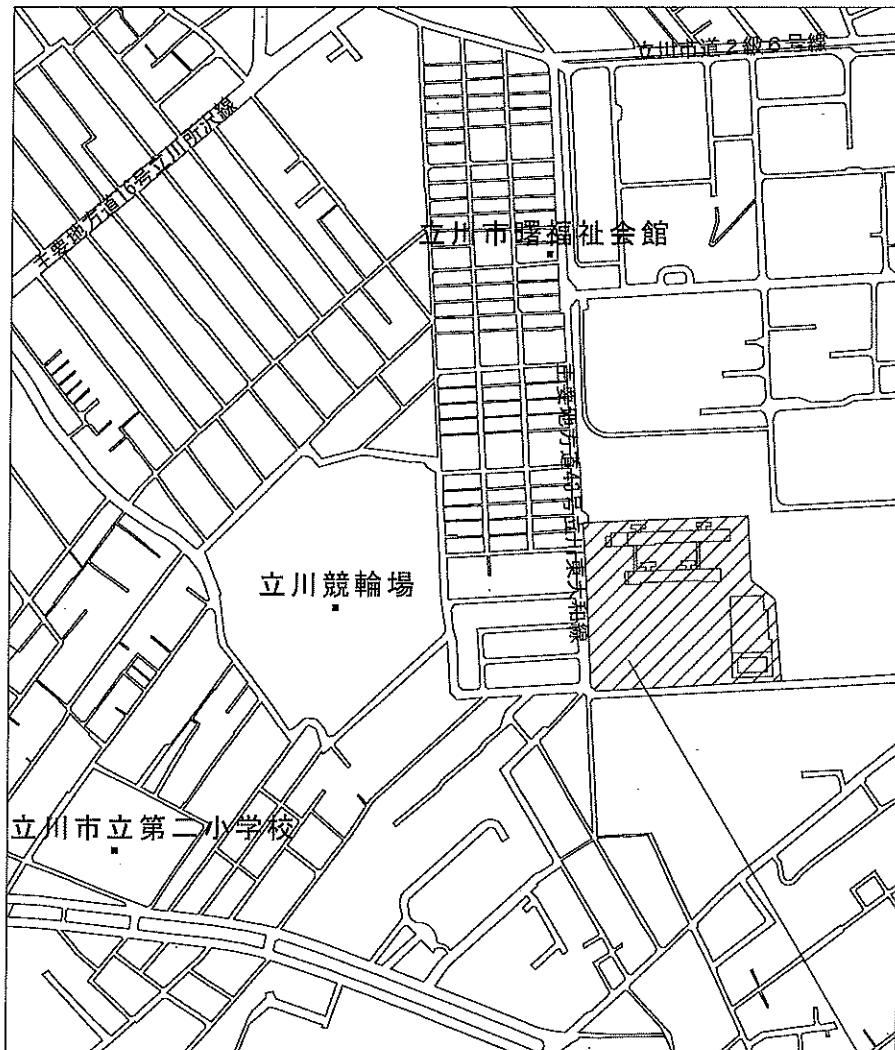 立川市道2級6号線
主要地方道16号立川所沢線
立川市曙福祉会館
主要地方道43号立川東大和線
立川競輪場
立川市立第二小学校